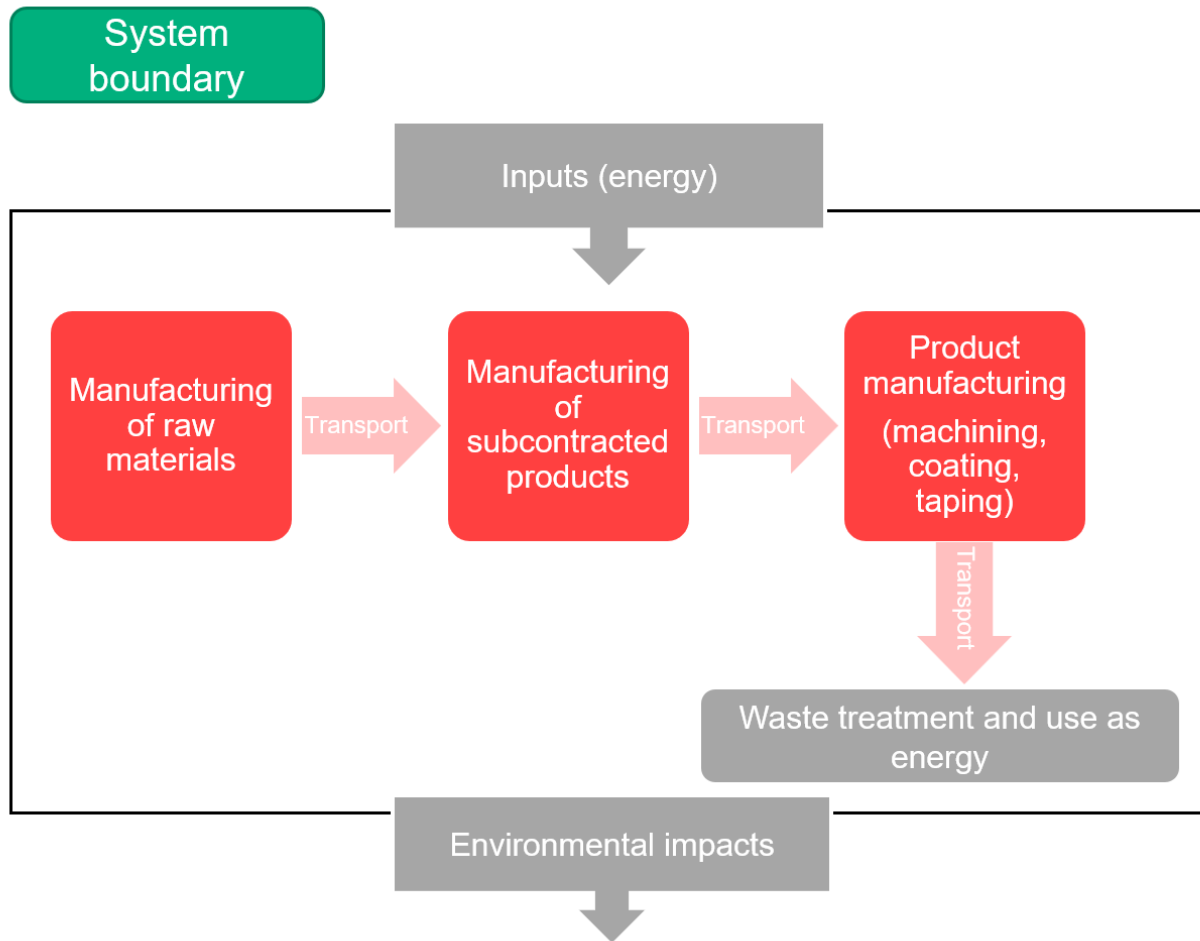 System
boundary
Inputs (energy)
Manufacturing
of raw
materials
Transport
Manufacturing
of
subcontracted
products
Transport
Product
manufacturing
(machining,
coating,
taping)
Transport
Waste treatment and use as
energy
Environmental impacts